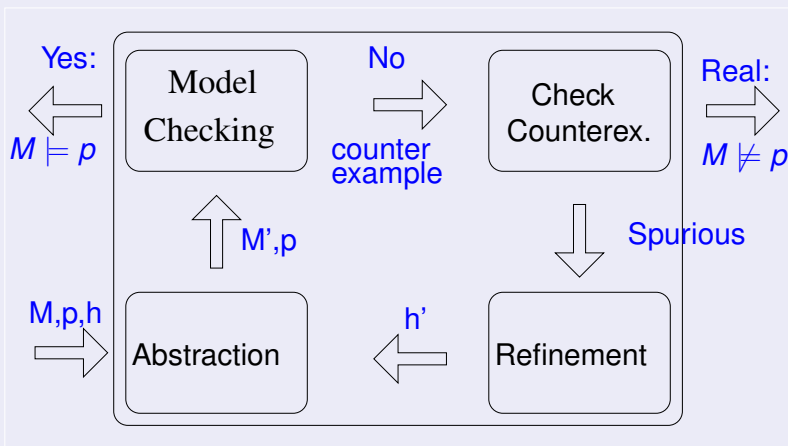 Yes:
M ⊨ p
Model
Checking
No
counter
example
Check
Counterex.
Real:
M ⊭ p
M',p
Spurious
M,p,h
Abstraction
h'
Refinement